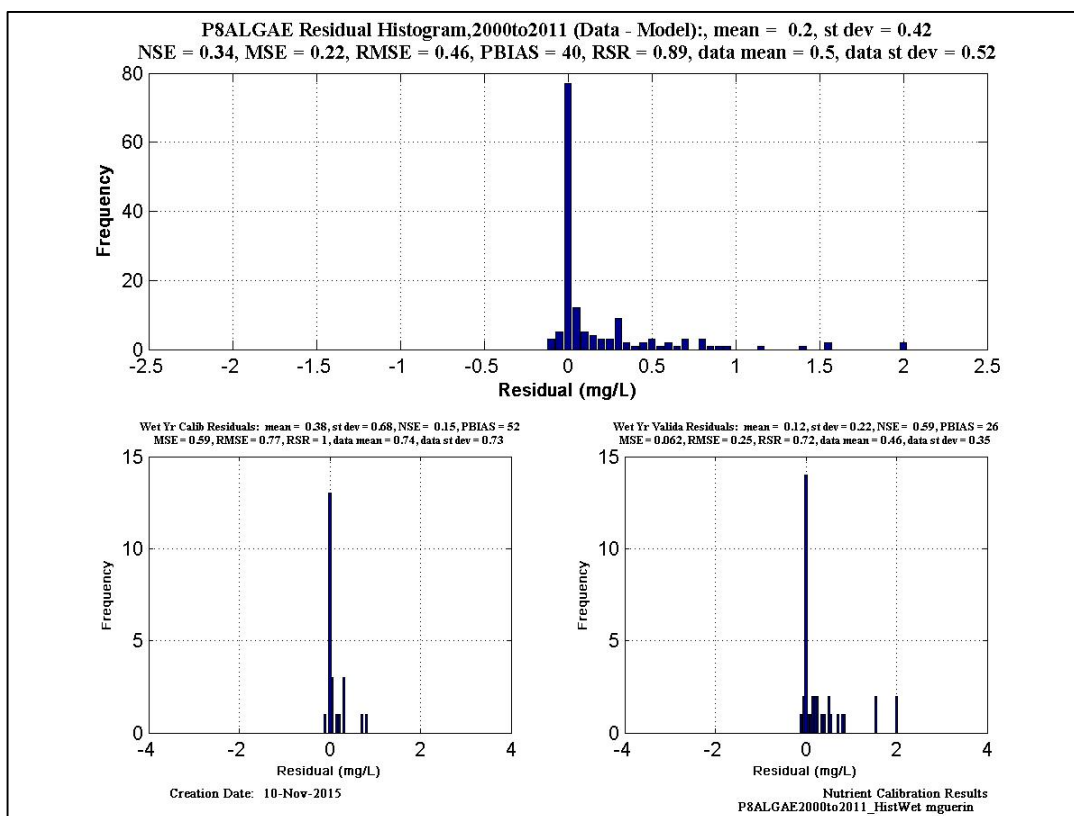 P8ALGAE Residual Histogram,2000to2011 (Data - Model):, mean = 0.2, st dev = 0.42
NSE = 0.34, MSE = 0.22, RMSE = 0.46, PBIAS = 40, RSR = 0.89, data mean = 0.5, data st dev = 0.52
80
60
40
20
0
Frequency
-2.5 -2 -1.5 -1 -0.5 0 0.5 1 1.5 2 2.5
Residual (mg/L)
Wet Yr Calib Residuals: mean = 0.38, st dev = 0.68, NSE = 0.15, PBIAS = 52
MSE = 0.59, RMSE = 0.77, RSR = 1, data mean = 0.74, data st dev = 0.73
15
10
5
0
Frequency
-4 -2 0 2 4
Residual (mg/L)
Wet Yr Valida Residuals: mean = 0.12, st dev = 0.22, NSE = 0.59, PBIAS = 26
MSE = 0.062, RMSE = 0.25, RSR = 0.72, data mean = 0.46, data st dev = 0.35
15
10
5
0
Frequency
-4 -2 0 2 4
Residual (mg/L)
Creation Date: 10-Nov-2015
Nutrient Calibration Results
P8ALGAE2000to2011_HistWet mguerin